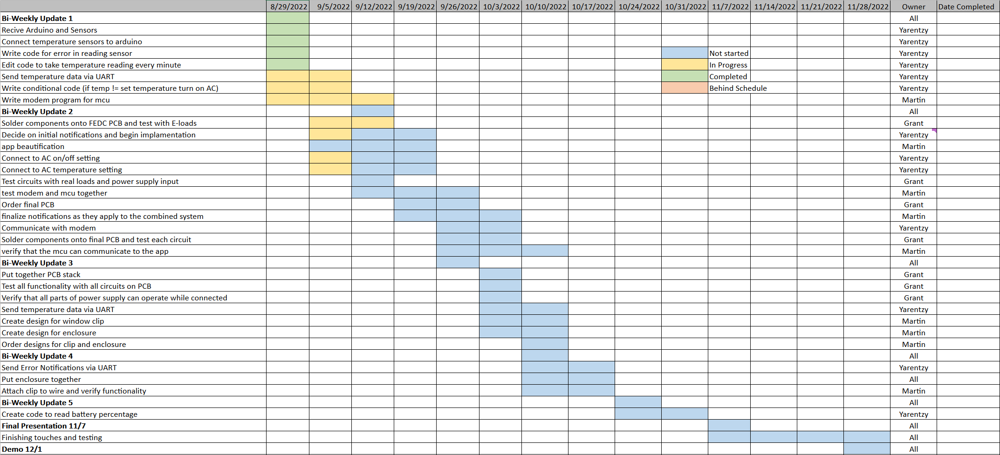 8/29/2022 9/5/2022 9/12/2022 9/19/2022 9/26/2022 10/3/2022 10/10/2022 10/17/2022 10/24/2022 10/31/2022 11/7/2022 11/14/2022 11/21/2022 11/28/2022 Owner Date Completed
Bi-Weekly Update 1 All
Recive Arduino and Sensors Yarentzy
Connect temperature sensors to arduino Yarentzy
Write code for error in reading sensor Not started Yarentzy
Edit code to take temperature reading every minute In Progress Yarentzy
Send temperature data via UART Completed Yarentzy
Write conditional code (if temp != set temperature turn on AC) Behind Schedule Yarentzy
Write modem program for mcu Martin
Bi-Weekly Update 2 All
Solder components onto FEDC PCB and test with E-loads Grant
Decide on initial notifications and begin implamentation Yarentzy
app beautification Martin
Connect to AC on/off setting Yarentzy
Connect to AC temperature setting Yarentzy
Test circuits with real loads and power supply input Grant
test modem and mcu together Martin
Order final PCB Grant
finalize notifications as they apply to the combined system Martin
Communicate with modem Yarentzy
Solder components onto final PCB and test each circuit Grant
verify that the mcu can communicate to the app Martin
Bi-Weekly Update 3 All
Put together PCB stack Grant
Test all functionality with all circuits on PCB Grant
Verify that all parts of power supply can operate while connected Grant
Send temperature data via UART Yarentzy
Create design for window clip Martin
Create design for enclosure Martin
Order designs for clip and enclosure Martin
Bi-Weekly Update 4 All
Send Error Notifications via UART Yarentzy
Put enclosure together All
Attach clip to wire and verify functionality Martin
Bi-Weekly Update 5 All
Create code to read battery percentage Yarentzy
Final Presentation 11/7 All
Finishing touches and testing All
Demo 12/1 All